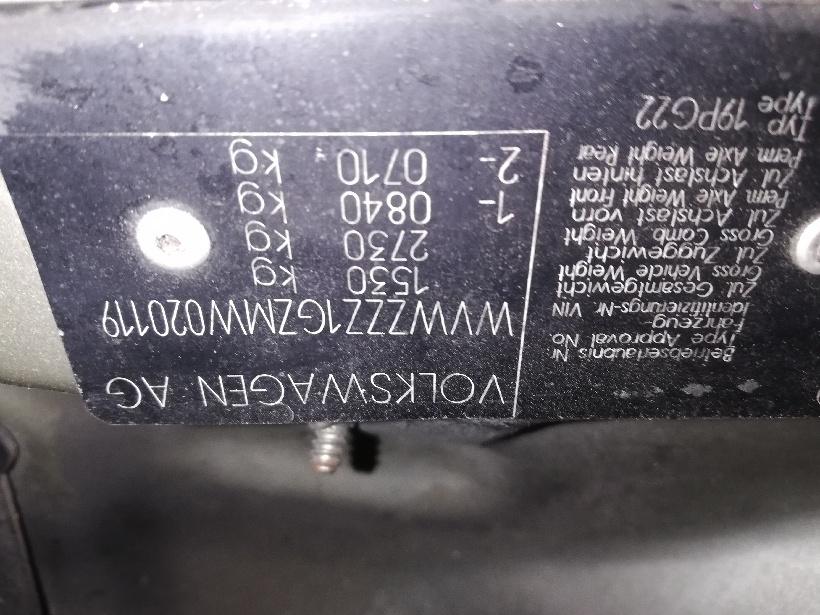 VOLKSWAGEN AG
Betriebserlaubnis Nr.
Type Approval No.
Fahrzeug-
Identifizierungs-Nr. VIN
WVWZZZ1GZMW020119
Zul. Gesamtgewicht
Gross Vehicle Weight
1530 kg
Zul. Zuggewicht
Gross Comb. Weight
2730 kg
Zul. Achslast vorn
Perm. Axle Weight Front
1- 0840 kg
Zul. Achslast hinten
Perm. Axle Weight Rear
2- 0710 kg
Typ
Type 19PG22